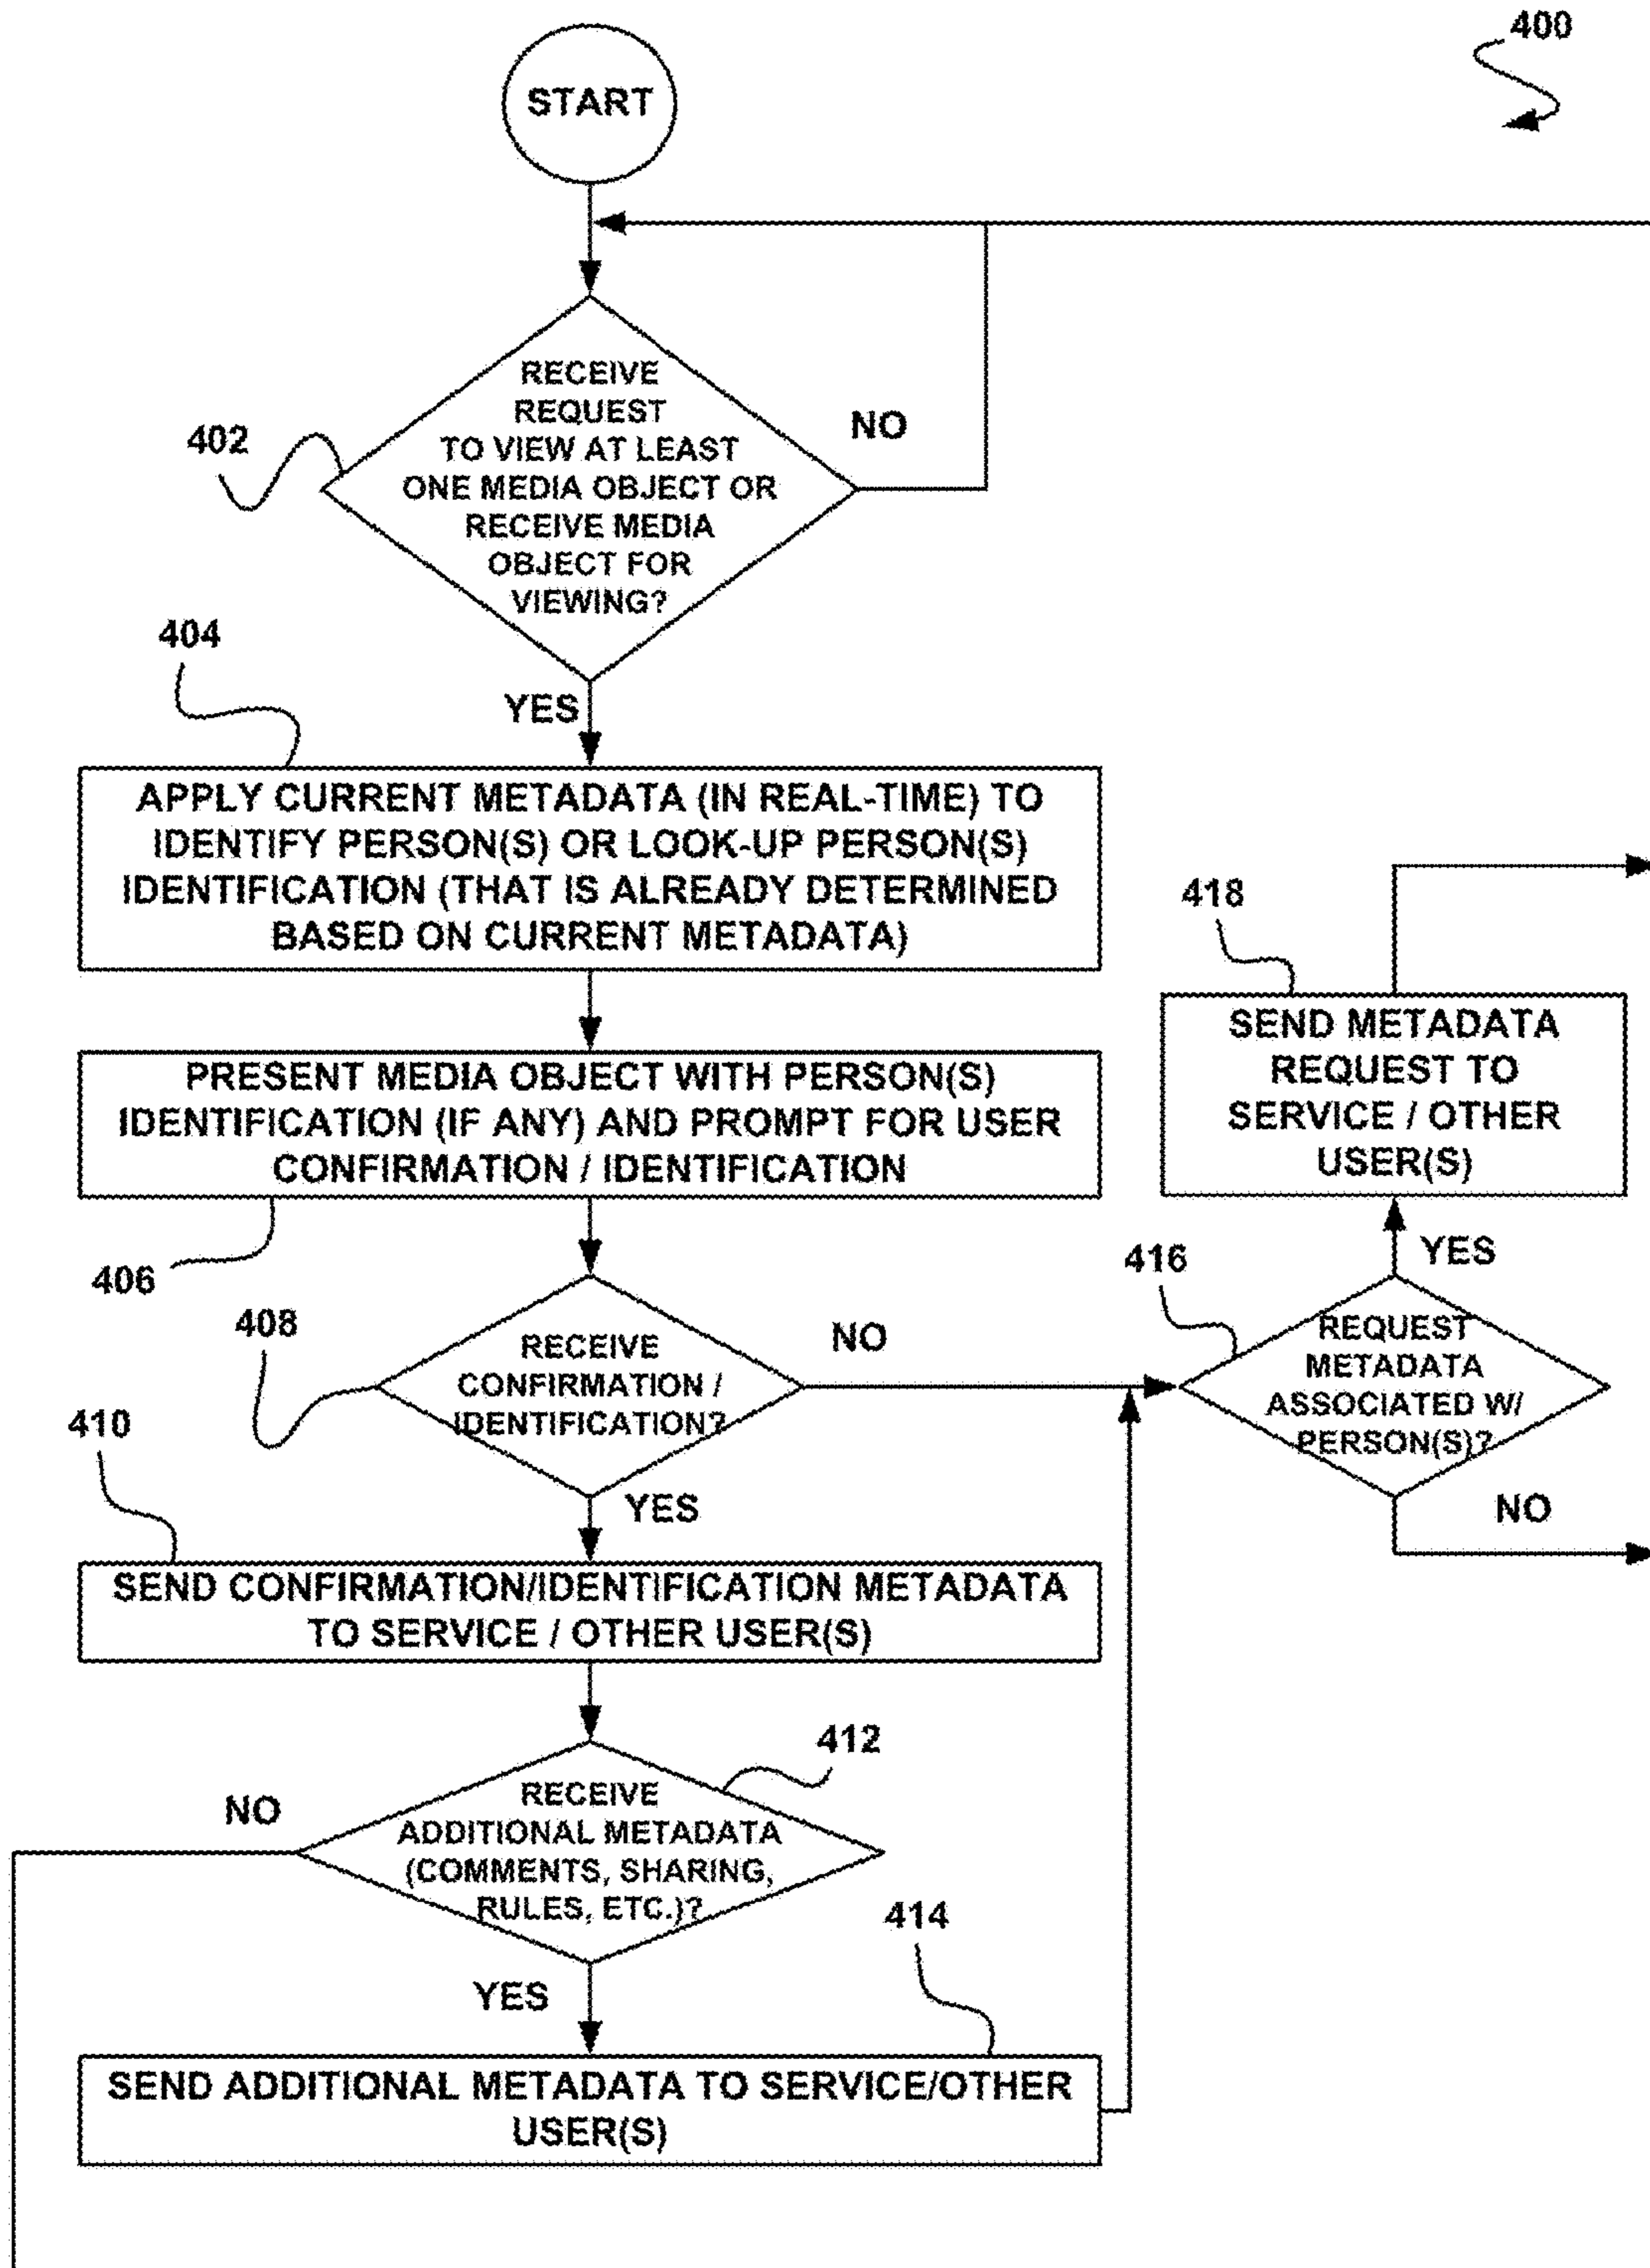 400
START
402
RECEIVE
REQUEST
TO VIEW AT LEAST
ONE MEDIA OBJECT OR
RECEIVE MEDIA
OBJECT FOR
VIEWING?
NO
YES
404
APPLY CURRENT METADATA (IN REAL-TIME) TO
IDENTIFY PERSON(S) OR LOOK-UP PERSON(S)
IDENTIFICATION (THAT IS ALREADY DETERMINED
BASED ON CURRENT METADATA)
PRESENT MEDIA OBJECT WITH PERSON(S)
IDENTIFICATION (IF ANY) AND PROMPT FOR USER
CONFIRMATION / IDENTIFICATION
406
408
RECEIVE
CONFIRMATION /
IDENTIFICATION?
NO
YES
410
SEND CONFIRMATION/IDENTIFICATION METADATA
TO SERVICE / OTHER USER(S)
412
RECEIVE
ADDITIONAL METADATA
(COMMENTS, SHARING,
RULES, ETC.)?
NO
YES
414
SEND ADDITIONAL METADATA TO SERVICE/OTHER
USER(S)
416
REQUEST
METADATA
ASSOCIATED W/
PERSON(S)?
YES
NO
418
SEND METADATA
REQUEST TO
SERVICE / OTHER
USER(S)